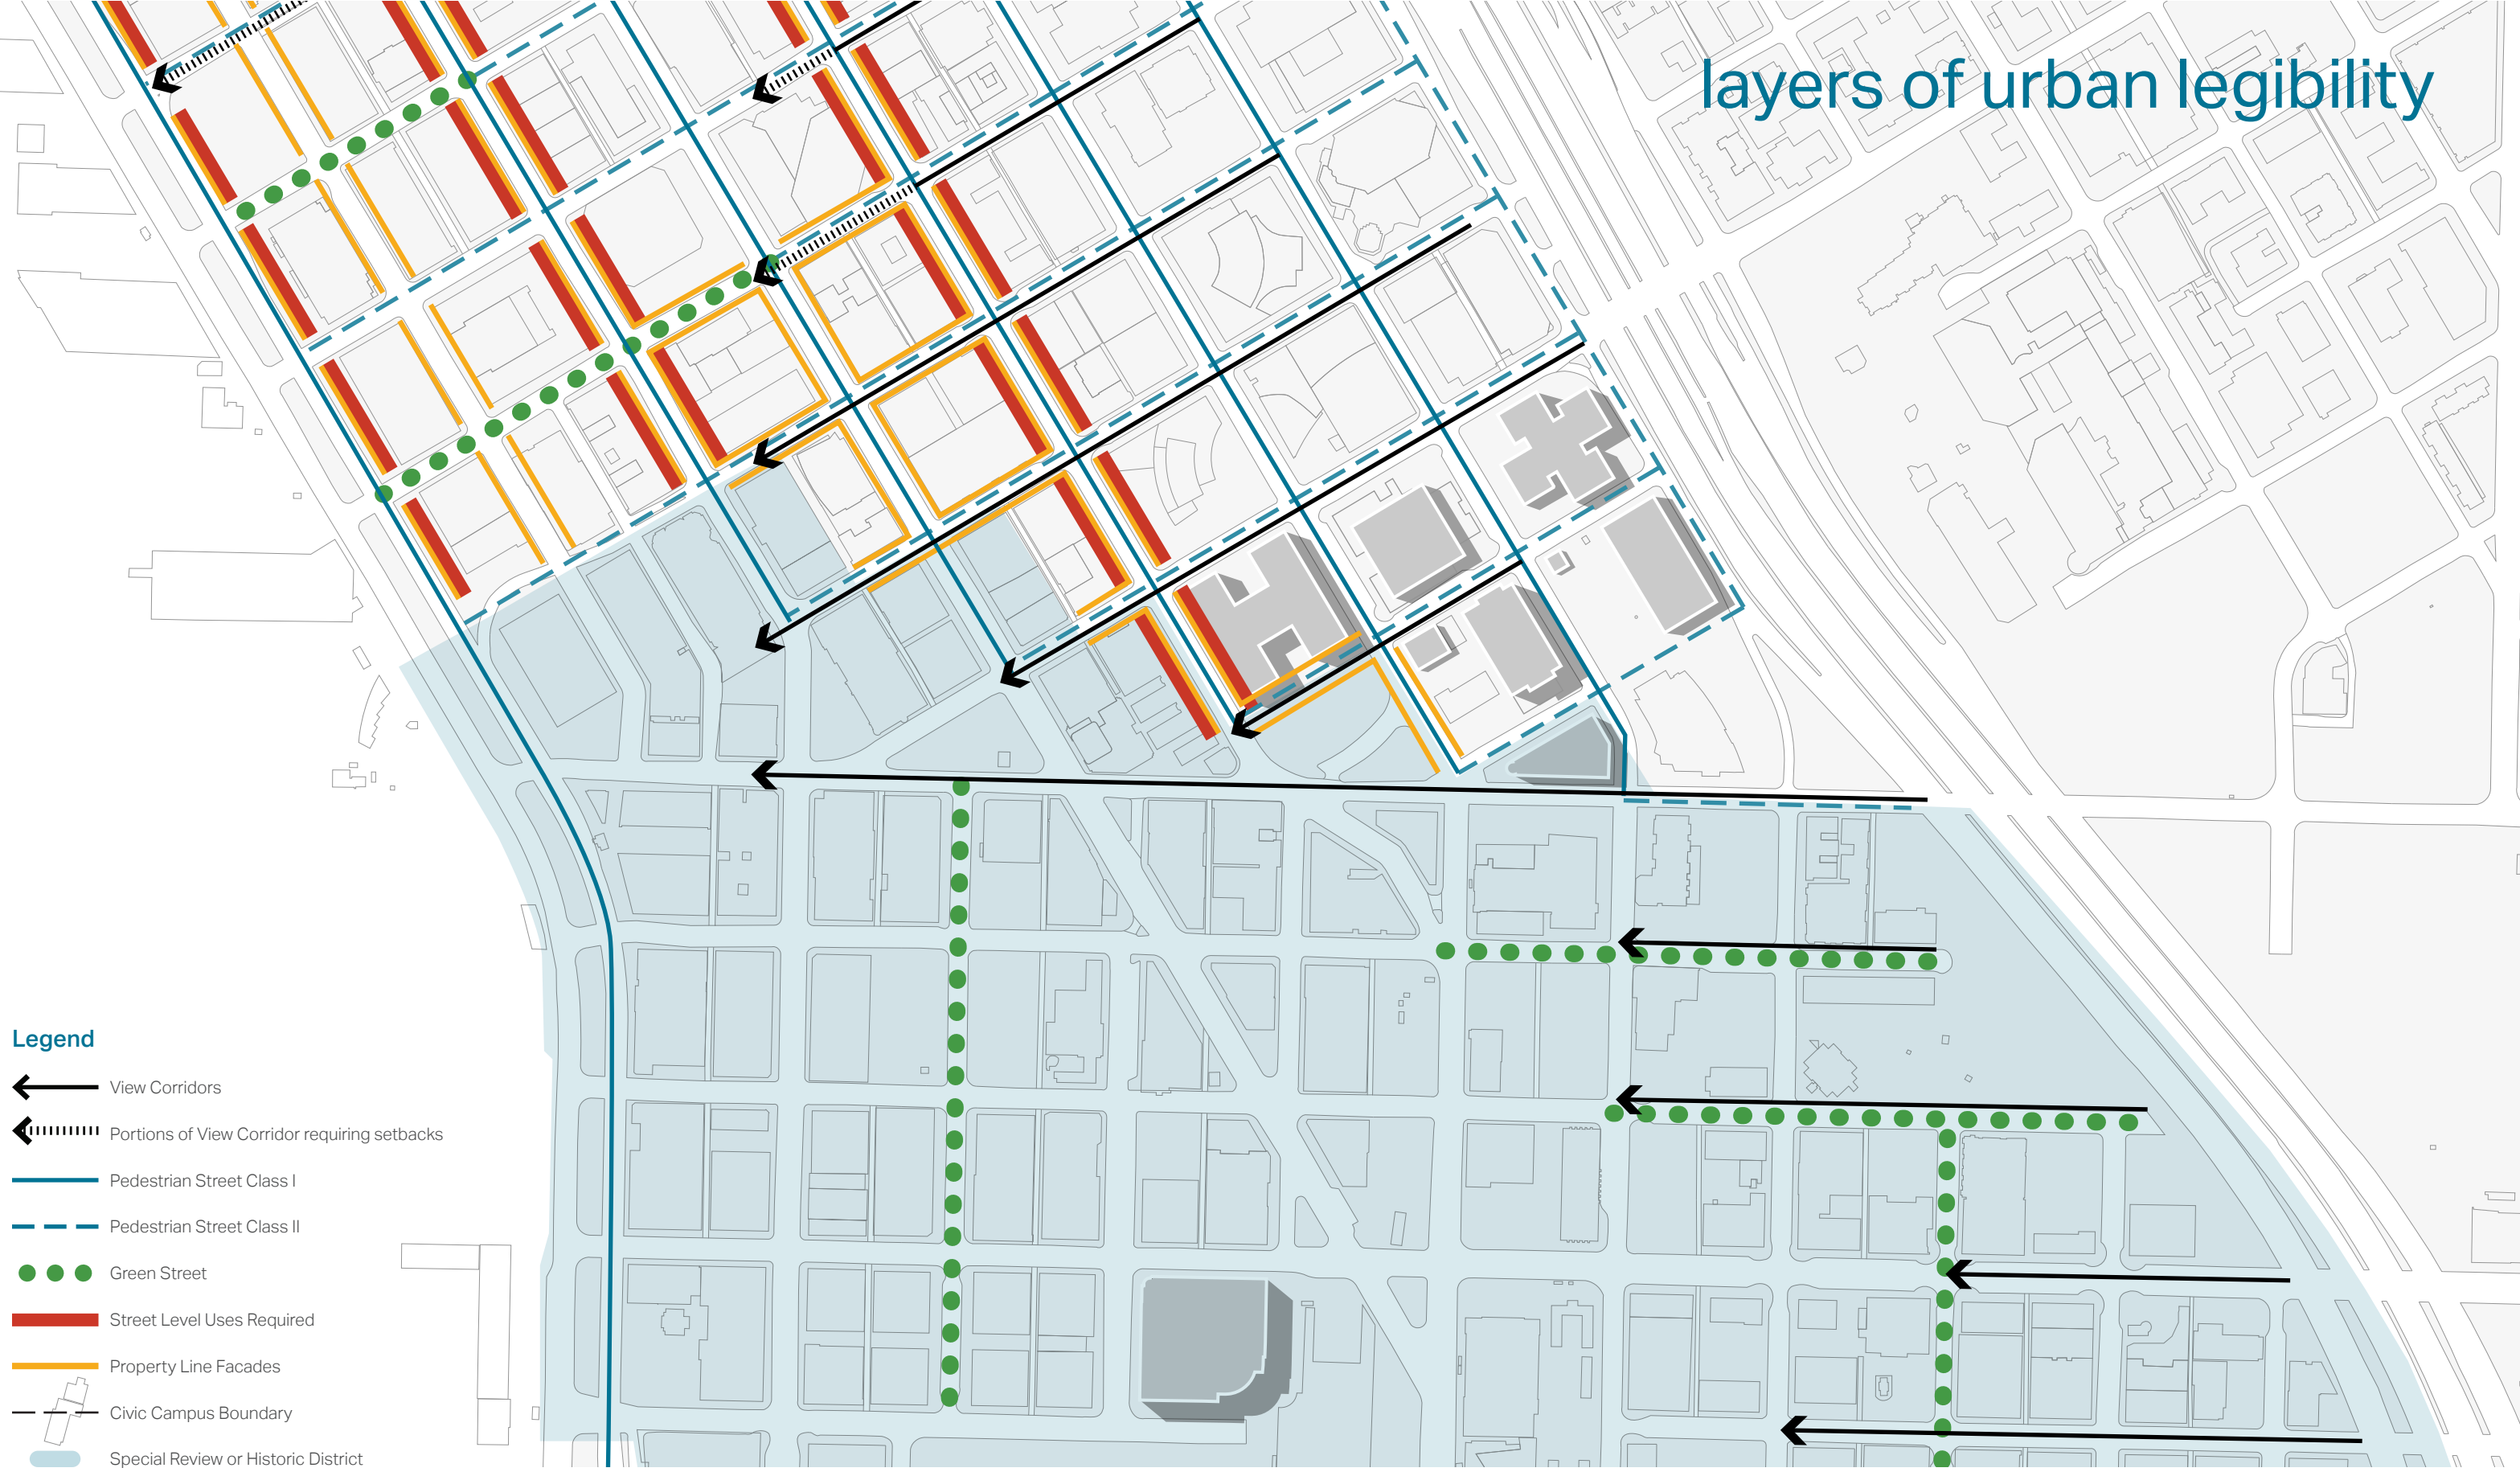 layers of urban legibility
Legend
View Corridors
Portions of View Corridor requiring setbacks
Pedestrian Street Class I
Pedestrian Street Class II
Green Street
Street Level Uses Required
Property Line Facades
Civic Campus Boundary
Special Review or Historic District